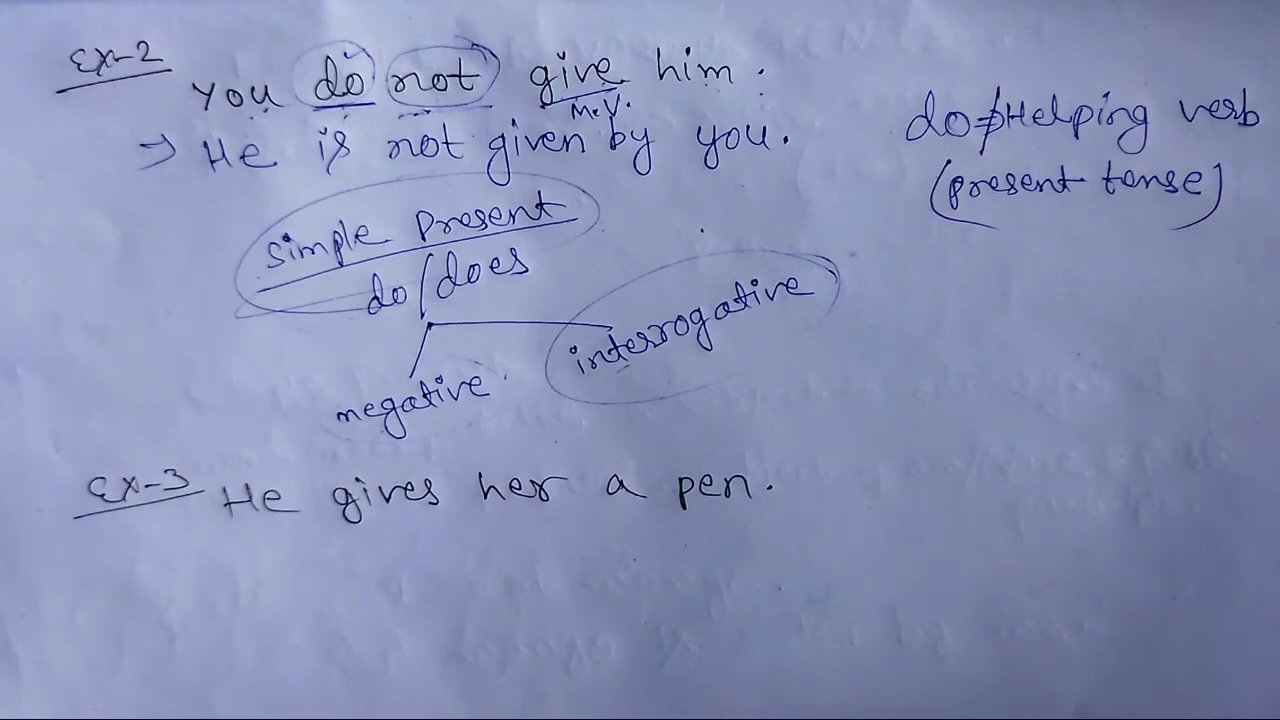 Ex-2
You do not give him.
M.V.
→ He is not given by you.
do ≠ Helping verb
(present tense)
Simple Present
do/does
negative
interrogative
Ex-3 He gives her a pen.